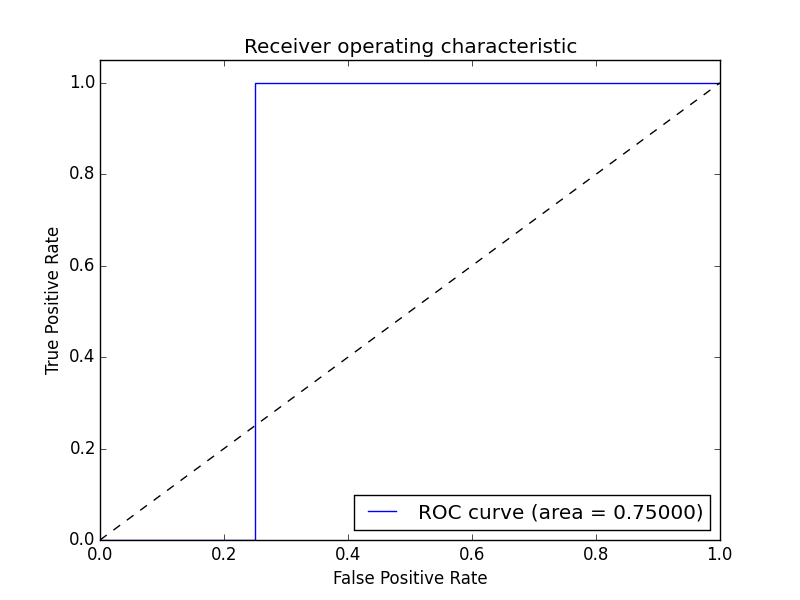 Receiver operating characteristic
True Positive Rate
1.0
0.8
0.6
0.4
0.2
0.0
ROC curve (area = 0.75000)
0.0 0.2 0.4 0.6 0.8 1.0
False Positive Rate